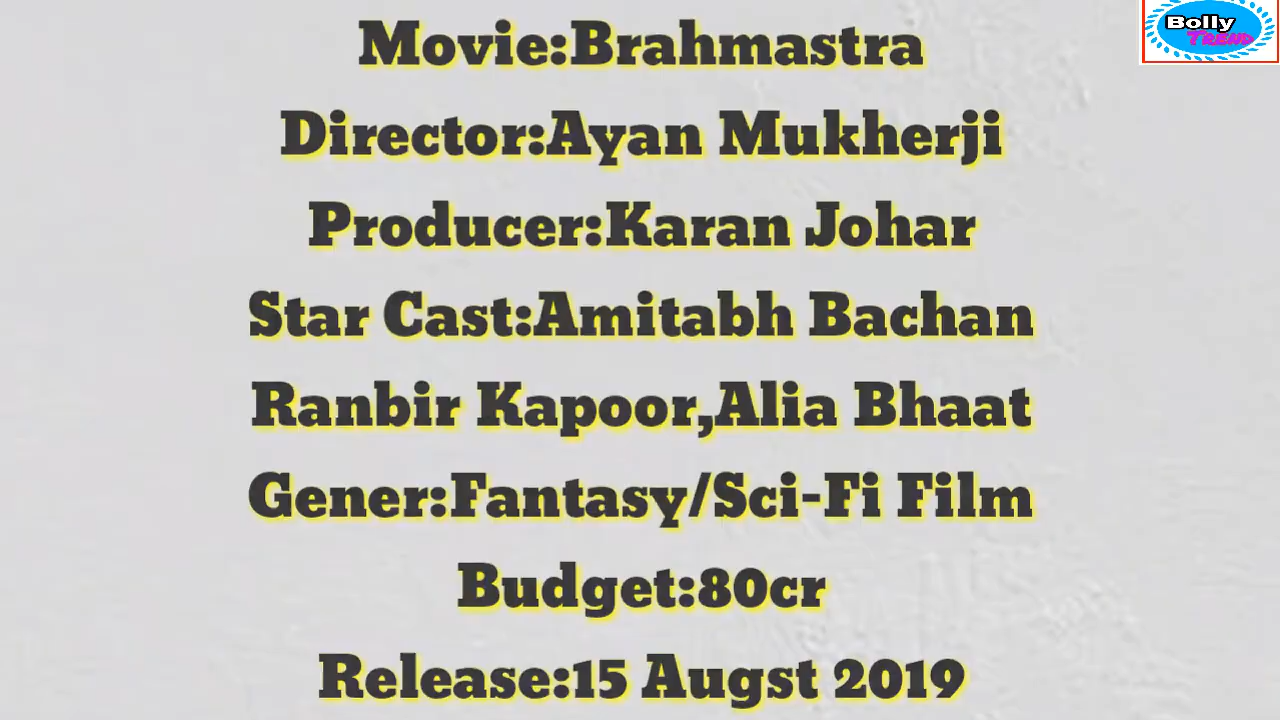 Bolly
Trend
Movie:Brahmastra
Director:Ayan Mukherji
Producer:Karan Johar
Star Cast:Amitabh Bachan
Ranbir Kapoor,Alia Bhaat
Gener:Fantasy/Sci-Fi Film
Budget:80cr
Release:15 Augst 2019